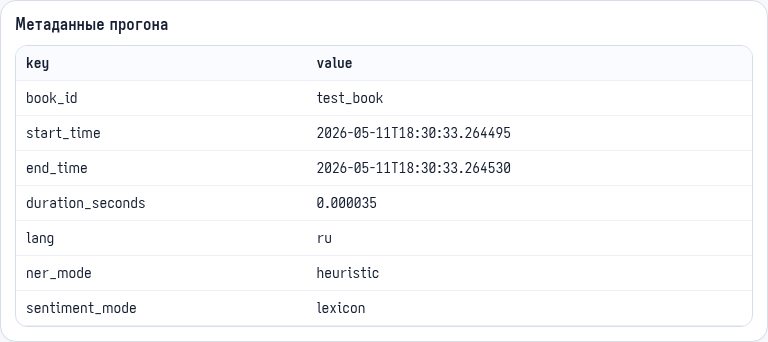 Метаданные прогона
key value
book_id test_book
start_time 2026-05-11T18:30:33.264495
end_time 2026-05-11T18:30:33.264530
duration_seconds 0.000035
lang ru
ner_mode heuristic
sentiment_mode lexicon